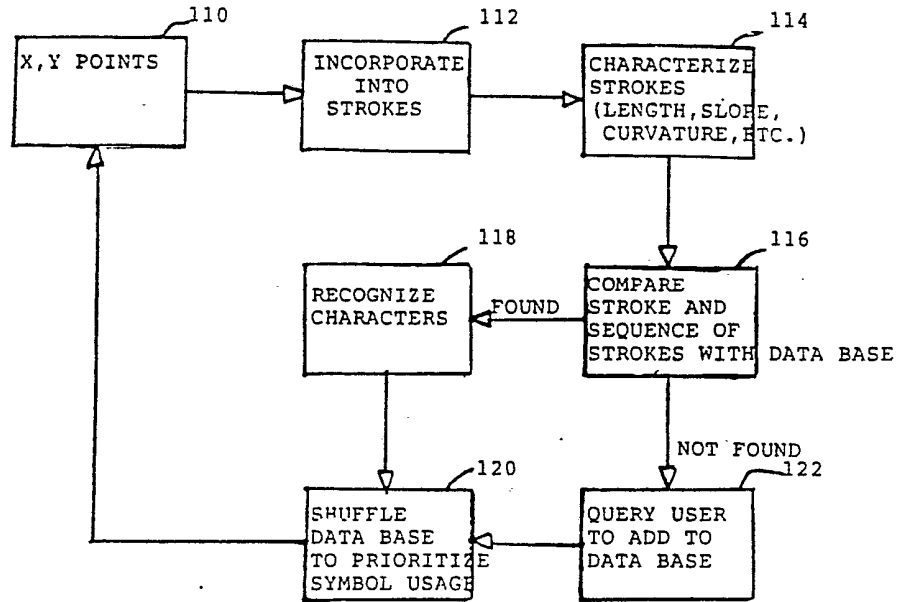 110
X,Y POINTS
112
INCORPORATE
INTO
STROKES
114
CHARACTERIZE
STROKES
(LENGTH,SLOPE,
CURVATURE,ETC.)
116
COMPARE
STROKE AND
SEQUENCE OF
STROKES WITH DATA BASE
FOUND
118
RECOGNIZE
CHARACTERS
NOT FOUND
120
SHUFFLE
DATA BASE
TO PRIORITIZE
SYMBOL USAGE
122
QUERY USER
TO ADD TO
DATA BASE